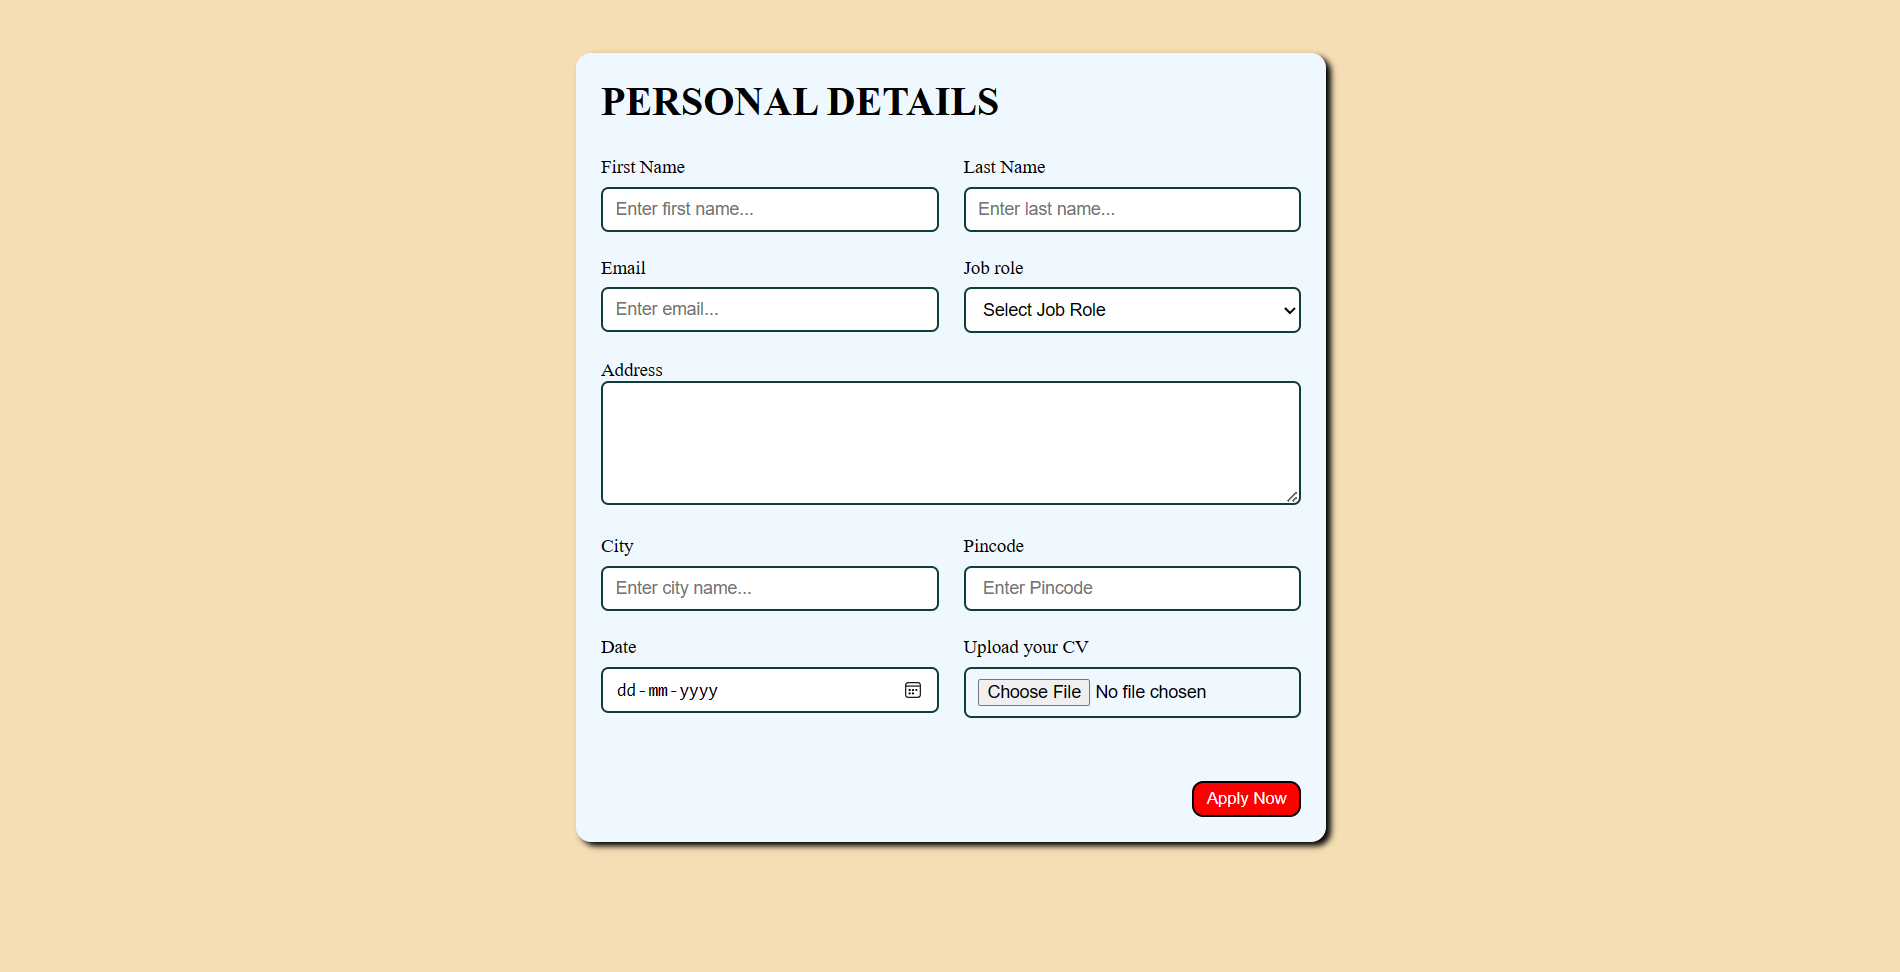 PERSONAL DETAILS
First Name
Last Name
Enter first name...
Enter last name...
Email
Job role
Enter email...
Select Job Role
Address
City
Pincode
Enter city name...
Enter Pincode
Date
Upload your CV
dd-mm-yyyy
Choose File No file chosen
Apply Now